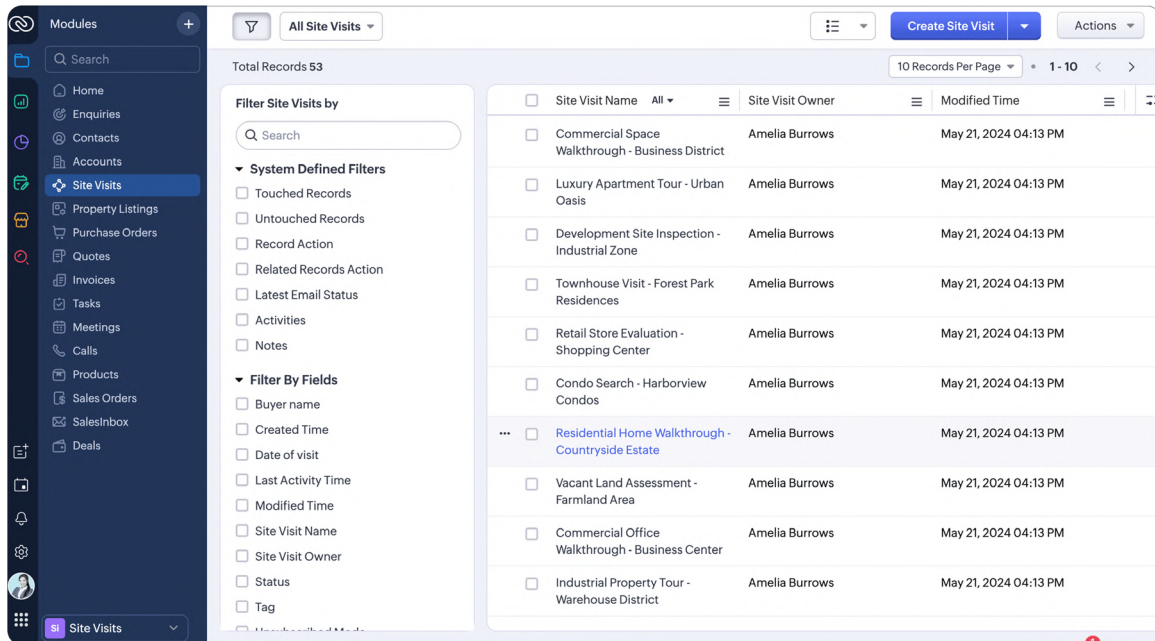 Modules
Search
Home
Enquiries
Contacts
Accounts
Site Visits
Property Listings
Purchase Orders
Quotes
Invoices
Tasks
Meetings
Calls
Products
Sales Orders
SalesInbox
Deals
Si Site Visits
All Site Visits
Create Site Visit
Actions
Total Records 53
10 Records Per Page
1 - 10
Filter Site Visits by
Search
System Defined Filters
Touched Records
Untouched Records
Record Action
Related Records Action
Latest Email Status
Activities
Notes
Filter By Fields
Buyer name
Created Time
Date of visit
Last Activity Time
Modified Time
Site Visit Name
Site Visit Owner
Status
Tag
Site Visit Name All Site Visit Owner Modified Time
Commercial Space Amelia Burrows May 21, 2024 04:13 PM
Walkthrough - Business District
Luxury Apartment Tour - Urban Amelia Burrows May 21, 2024 04:13 PM
Oasis
Development Site Inspection - Amelia Burrows May 21, 2024 04:13 PM
Industrial Zone
Townhouse Visit - Forest Park Amelia Burrows May 21, 2024 04:13 PM
Residences
Retail Store Evaluation - Amelia Burrows May 21, 2024 04:13 PM
Shopping Center
Condo Search - Harborview Amelia Burrows May 21, 2024 04:13 PM
Condos
Residential Home Walkthrough - Amelia Burrows May 21, 2024 04:13 PM
Countryside Estate
Vacant Land Assessment - Amelia Burrows May 21, 2024 04:13 PM
Farmland Area
Commercial Office Amelia Burrows May 21, 2024 04:13 PM
Walkthrough - Business Center
Industrial Property Tour - Amelia Burrows May 21, 2024 04:13 PM
Warehouse District